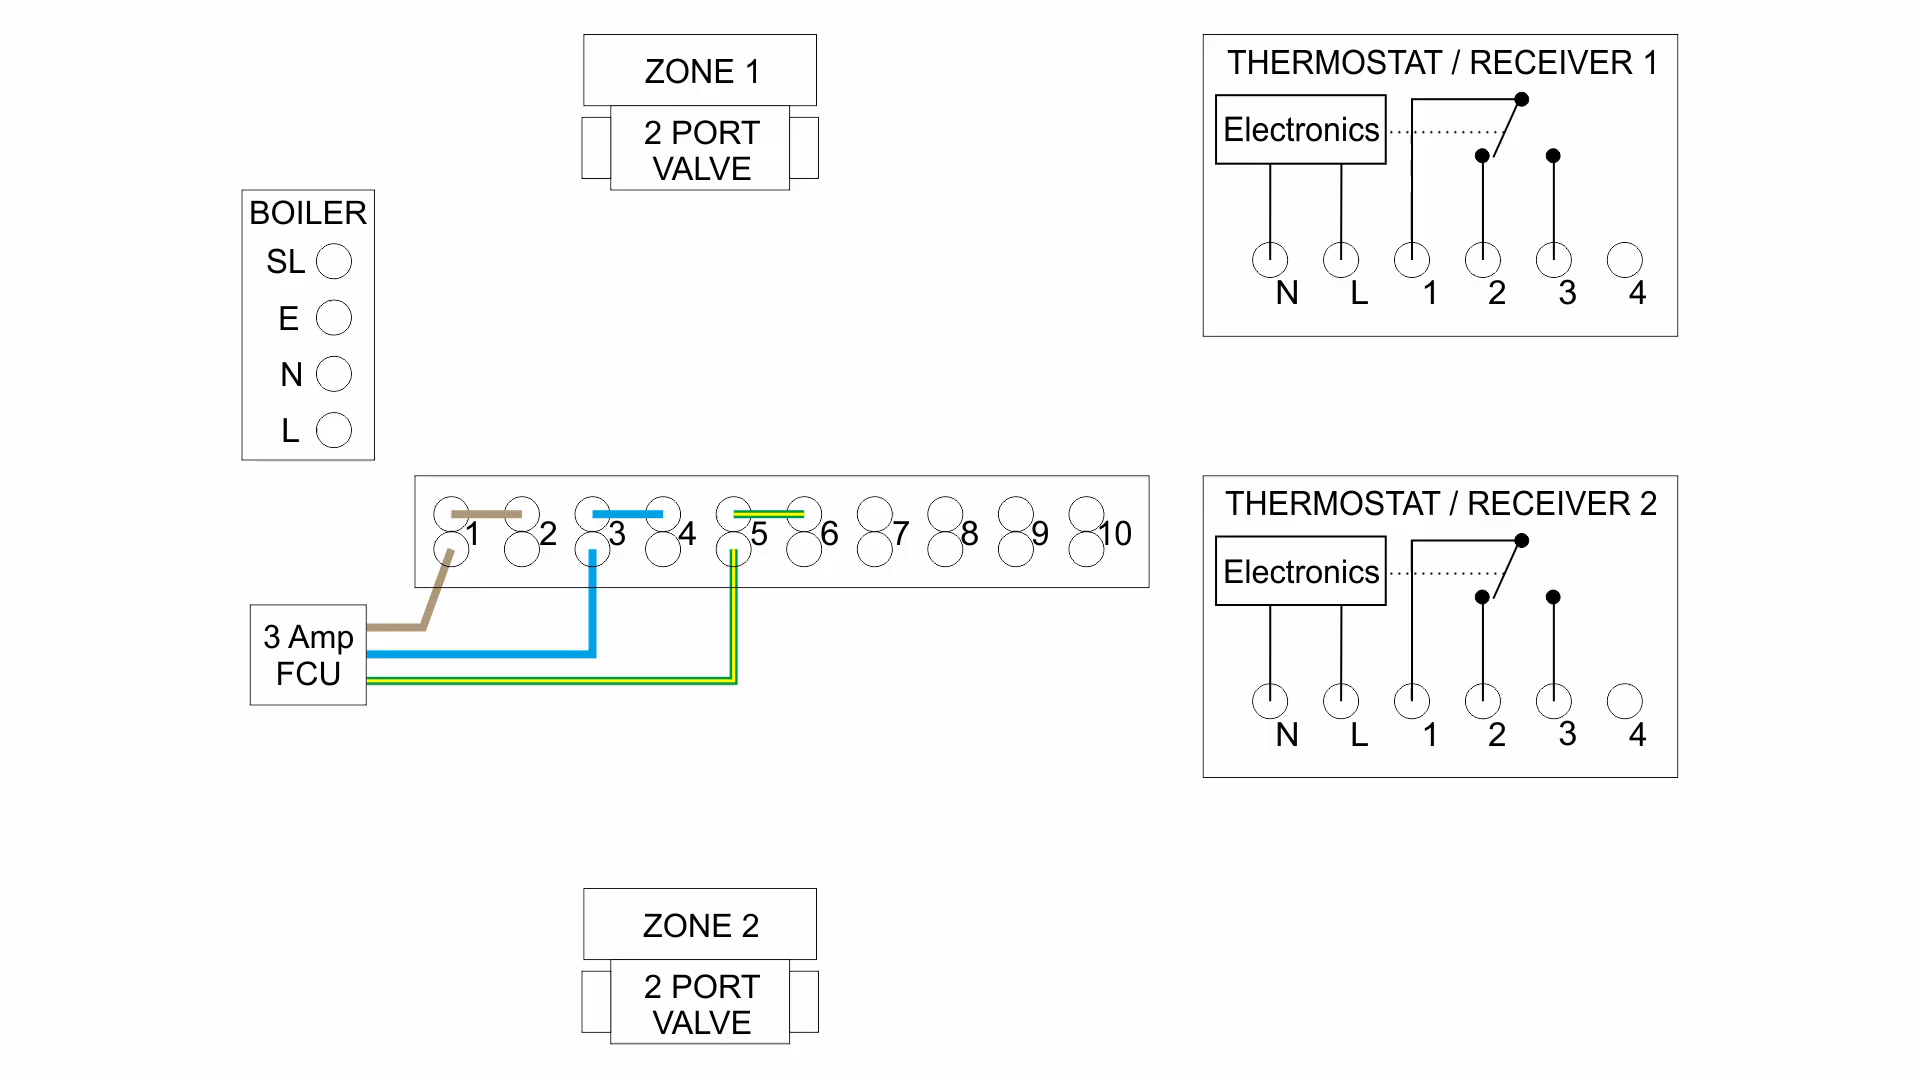 ZONE 1
2 PORT
VALVE
THERMOSTAT / RECEIVER 1
Electronics
N L 1 2 3 4
BOILER
SL
E
N
L
1 2 3 4 5 6 7 8 9 10
3 Amp
FCU
THERMOSTAT / RECEIVER 2
Electronics
N L 1 2 3 4
ZONE 2
2 PORT
VALVE